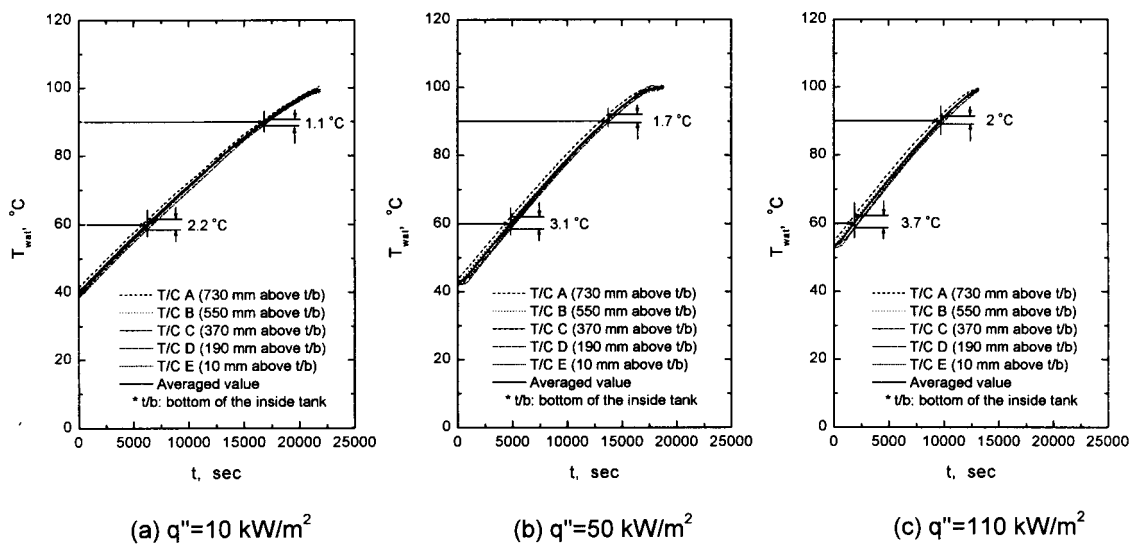 120
100
80
60
40
20
0
T_wat, °C
1.1 °C
2.2 °C
T/C A (730 mm above t/b)
T/C B (550 mm above t/b)
T/C C (370 mm above t/b)
T/C D (190 mm above t/b)
T/C E (10 mm above t/b)
Averaged value
* t/b: bottom of the inside tank
0 5000 10000 15000 20000 25000
t, sec
(a) q"=10 kW/m²
120
100
80
60
40
20
0
T_wat, °C
1.7 °C
3.1 °C
T/C A (730 mm above t/b)
T/C B (550 mm above t/b)
T/C C (370 mm above t/b)
T/C D (190 mm above t/b)
T/C E (10 mm above t/b)
Averaged value
* t/b: bottom of the inside tank
0 5000 10000 15000 20000 25000
t, sec
(b) q"=50 kW/m²
120
100
80
60
40
20
0
T_wat, °C
2 °C
3.7 °C
T/C A (730 mm above t/b)
T/C B (550 mm above t/b)
T/C C (370 mm above t/b)
T/C D (190 mm above t/b)
T/C E (10 mm above t/b)
Averaged value
* t/b: bottom of the inside tank
0 5000 10000 15000 20000 25000
t, sec
(c) q"=110 kW/m²